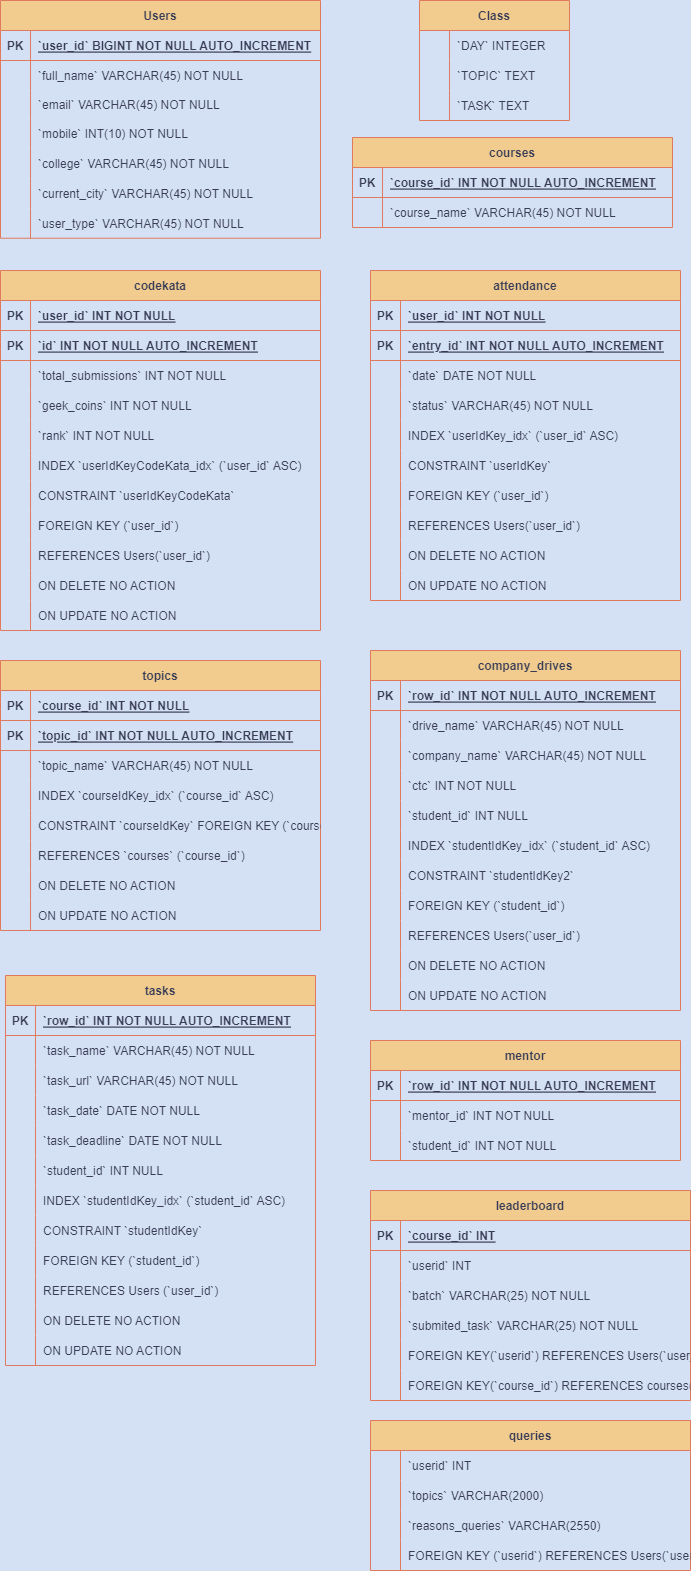 Users
PK `user_id` BIGINT NOT NULL AUTO_INCREMENT
`full_name` VARCHAR(45) NOT NULL
`email` VARCHAR(45) NOT NULL
`mobile` INT(10) NOT NULL
`college` VARCHAR(45) NOT NULL
`current_city` VARCHAR(45) NOT NULL
`user_type` VARCHAR(45) NOT NULL
Class
`DAY` INTEGER
`TOPIC` TEXT
`TASK` TEXT
courses
PK `course_id` INT NOT NULL AUTO_INCREMENT
`course_name` VARCHAR(45) NOT NULL
codekata
PK `user_id` INT NOT NULL
PK `id` INT NOT NULL AUTO_INCREMENT
`total_submissions` INT NOT NULL
`geek_coins` INT NOT NULL
`rank` INT NOT NULL
INDEX `userIdKeyCodeKata_idx` (`user_id` ASC)
CONSTRAINT `userIdKeyCodeKata`
FOREIGN KEY (`user_id`)
REFERENCES Users(`user_id`)
ON DELETE NO ACTION
ON UPDATE NO ACTION
attendance
PK `user_id` INT NOT NULL
PK `entry_id` INT NOT NULL AUTO_INCREMENT
`date` DATE NOT NULL
`status` VARCHAR(45) NOT NULL
INDEX `userIdKey_idx` (`user_id` ASC)
CONSTRAINT `userIdKey`
FOREIGN KEY (`user_id`)
REFERENCES Users(`user_id`)
ON DELETE NO ACTION
ON UPDATE NO ACTION
topics
PK `course_id` INT NOT NULL
PK `topic_id` INT NOT NULL AUTO_INCREMENT
`topic_name` VARCHAR(45) NOT NULL
INDEX `courseIdKey_idx` (`course_id` ASC)
CONSTRAINT `courseIdKey` FOREIGN KEY (`cours
REFERENCES `courses` (`course_id`)
ON DELETE NO ACTION
ON UPDATE NO ACTION
company_drives
PK `row_id` INT NOT NULL AUTO_INCREMENT
`drive_name` VARCHAR(45) NOT NULL
`company_name` VARCHAR(45) NOT NULL
`ctc` INT NOT NULL
`student_id` INT NULL
INDEX `studentIdKey_idx` (`student_id` ASC)
CONSTRAINT `studentIdKey2`
FOREIGN KEY (`student_id`)
REFERENCES Users(`user_id`)
ON DELETE NO ACTION
ON UPDATE NO ACTION
tasks
PK `row_id` INT NOT NULL AUTO_INCREMENT
`task_name` VARCHAR(45) NOT NULL
`task_url` VARCHAR(45) NOT NULL
`task_date` DATE NOT NULL
`task_deadline` DATE NOT NULL
`student_id` INT NULL
INDEX `studentIdKey_idx` (`student_id` ASC)
CONSTRAINT `studentIdKey`
FOREIGN KEY (`student_id`)
REFERENCES Users (`user_id`)
ON DELETE NO ACTION
ON UPDATE NO ACTION
mentor
PK `row_id` INT NOT NULL AUTO_INCREMENT
`mentor_id` INT NOT NULL
`student_id` INT NOT NULL
leaderboard
PK `course_id` INT
`userid` INT
`batch` VARCHAR(25) NOT NULL
`submited_task` VARCHAR(25) NOT NULL
FOREIGN KEY(`userid`) REFERENCES Users(`user_
FOREIGN KEY(`course_id`) REFERENCES courses(
queries
`userid` INT
`topics` VARCHAR(2000)
`reasons_queries` VARCHAR(2550)
FOREIGN KEY (`userid`) REFERENCES Users(`use